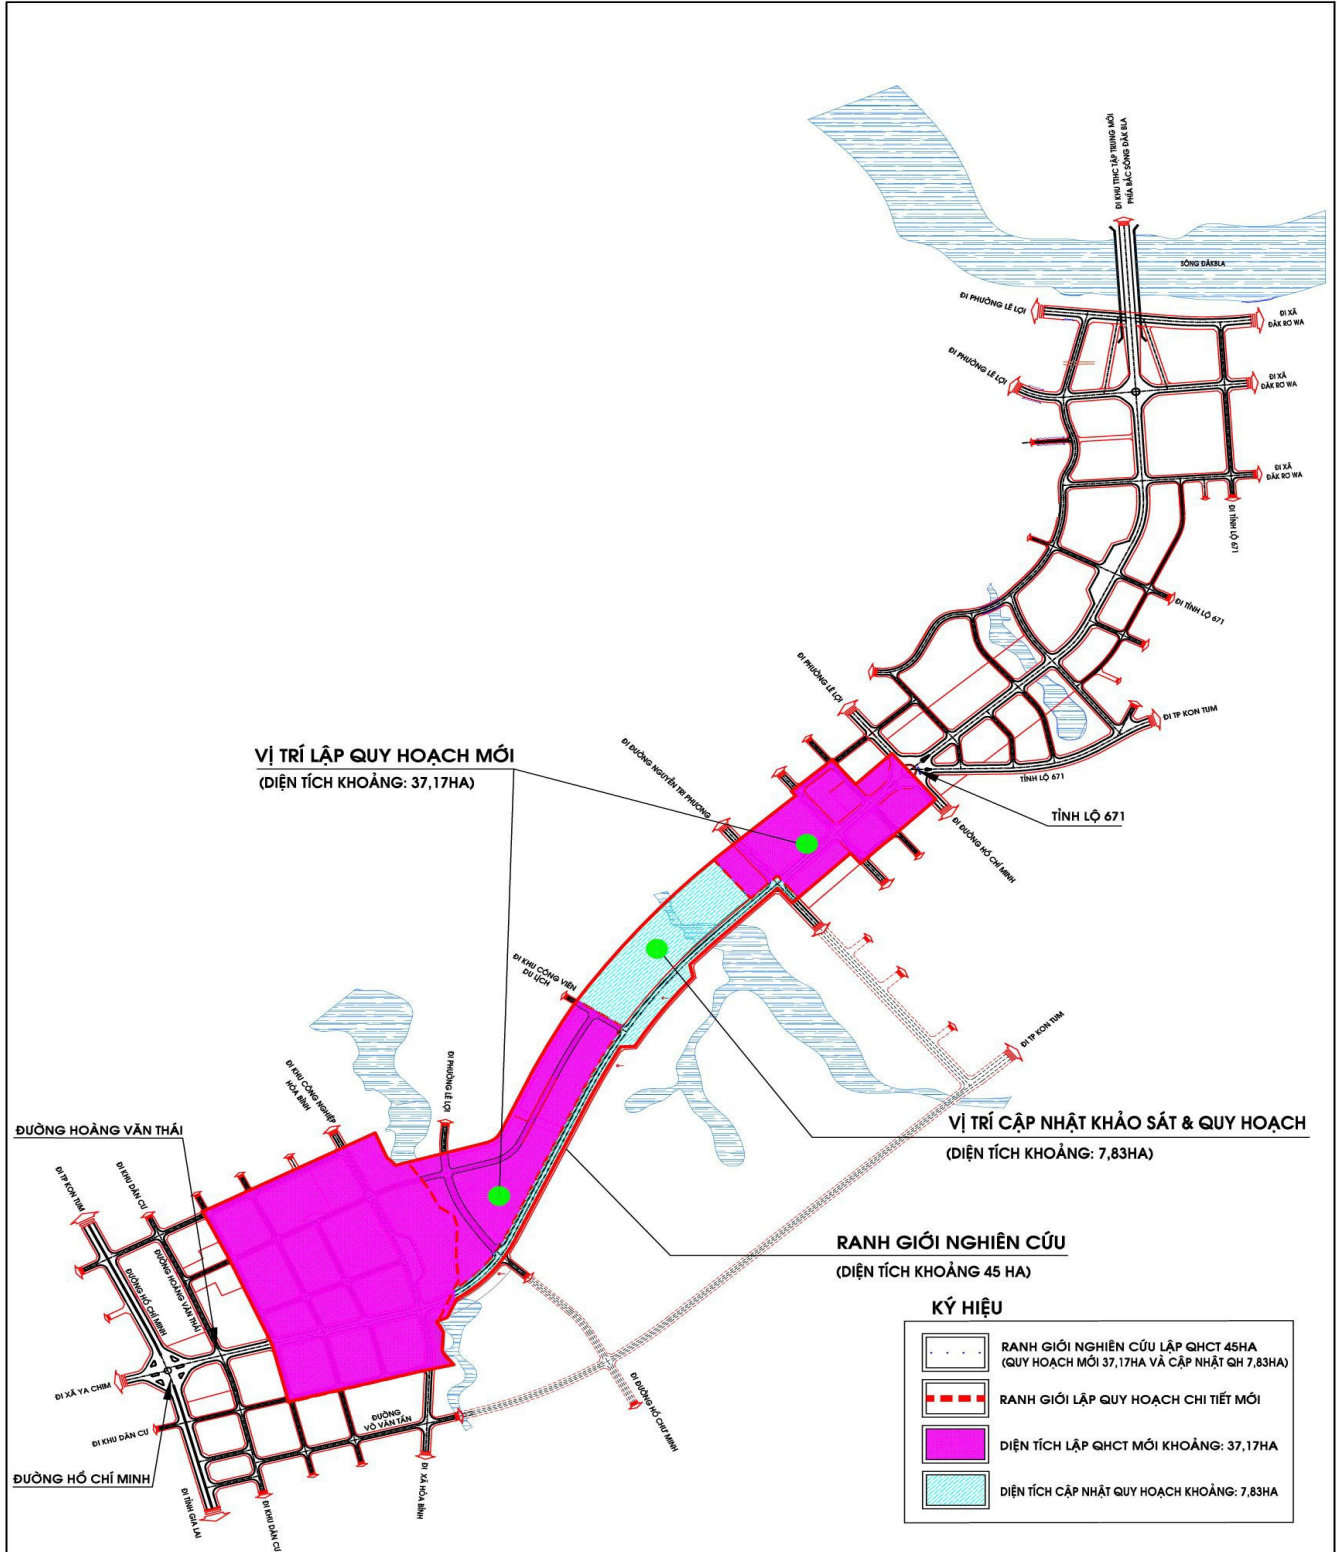 ĐI KHU TTHC TẬP TRUNG MỚI
PHÍA BẮC SÔNG ĐĂK BLA
SÔNG ĐĂKBLA
ĐI PHƯỜNG LÊ LỢI
ĐI XÃ
ĐĂK RƠ WA
ĐI PHƯỜNG LÊ LỢI
ĐI XÃ
ĐĂK RƠ WA
ĐI XÃ
ĐĂK RƠ WA
ĐI TỈNH LỘ 671
ĐI TỈNH LỘ 671
ĐI PHƯỜNG LÊ LỢI
ĐI TP KON TUM
VỊ TRÍ LẬP QUY HOẠCH MỚI
(DIỆN TÍCH KHOẢNG: 37,17HA)
ĐI ĐƯỜNG NGUYỄN TRI PHƯƠNG
TỈNH LỘ 671
TỈNH LỘ 671
ĐI ĐƯỜNG HỒ CHÍ MINH
ĐI KHU CÔNG VIÊN
DU LỊCH
ĐI TP KON TUM
ĐI KHU CÔNG NGHIỆP
HÒA BÌNH
ĐI PHƯỜNG LÊ LỢI
VỊ TRÍ CẬP NHẬT KHẢO SÁT & QUY HOẠCH
(DIỆN TÍCH KHOẢNG: 7,83HA)
ĐƯỜNG HOÀNG VĂN THÁI
ĐI TP KON TUM
ĐI KHU DÂN CƯ
ĐƯỜNG HOÀNG VĂN THÁI
ĐƯỜNG HỒ CHÍ MINH
RANH GIỚI NGHIÊN CỨU
(DIỆN TÍCH KHOẢNG 45 HA)
ĐI XÃ YA CHIM
ĐI KHU DÂN CƯ
ĐƯỜNG
VÕ VĂN TẦN
ĐI ĐƯỜNG HỒ CHƯ MINH
ĐƯỜNG HỒ CHÍ MINH
ĐI TỈNH GIA LAI
ĐI KHU DÂN CƯ
ĐI XÃ HÒA BÌNH
KÝ HIỆU
RANH GIỚI NGHIÊN CỨU LẬP QHCT 45HA
(QUY HOẠCH MỚI 37,17HA VÀ CẬP NHẬT QH 7,83HA)
RANH GIỚI LẬP QUY HOẠCH CHI TIẾT MỚI
DIỆN TÍCH LẬP QHCT MỚI KHOẢNG: 37,17HA
DIỆN TÍCH CẬP NHẬT QUY HOẠCH KHOẢNG: 7,83HA